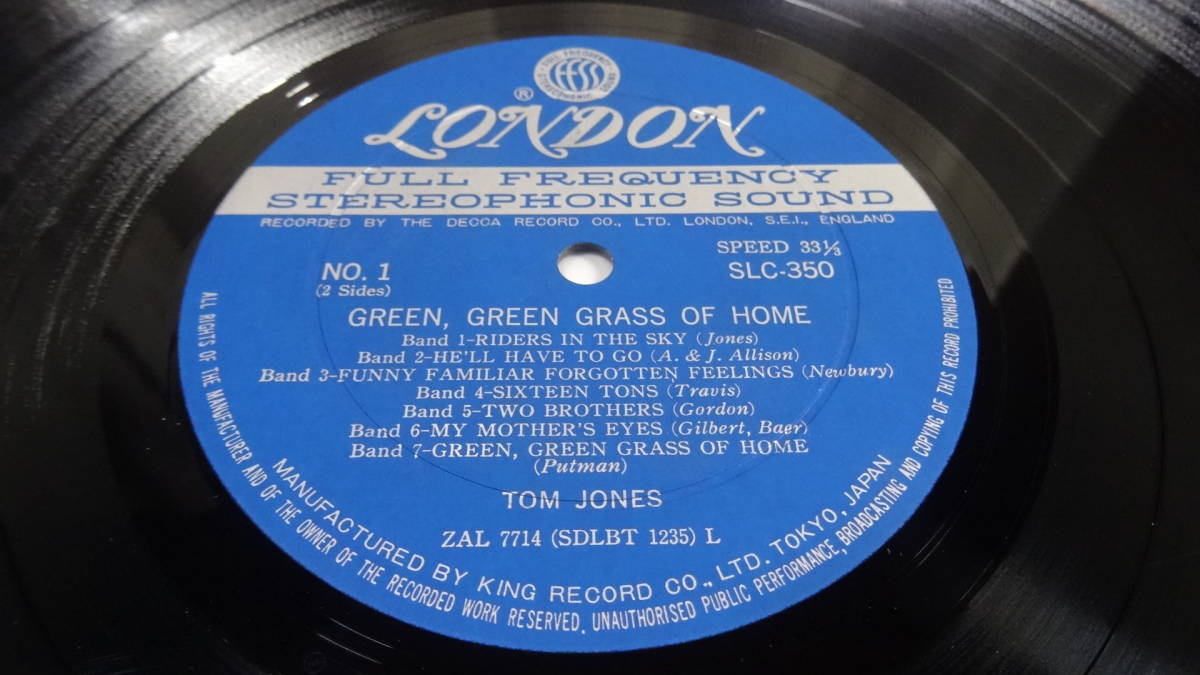 FULL FREQUENCY
FFSS
STEREOPHONIC SOUND
® LONDON
FULL FREQUENCY
STEREOPHONIC SOUND
RECORDED BY THE DECCA RECORD CO., LTD. LONDON, S.E.I., ENGLAND
SPEED 33⅓
NO. 1
SLC-350
(2 Sides)
GREEN, GREEN GRASS OF HOME
Band 1-RIDERS IN THE SKY (Jones)
Band 2-HE'LL HAVE TO GO (A. & J. Allison)
Band 3-FUNNY FAMILIAR FORGOTTEN FEELINGS (Newbury)
Band 4-SIXTEEN TONS (Travis)
Band 5-TWO BROTHERS (Gordon)
Band 6-MY MOTHER'S EYES (Gilbert, Baer)
Band 7-GREEN, GREEN GRASS OF HOME
(Putman)
TOM JONES
ZAL 7714 (SDLBT 1235) L
MANUFACTURED BY KING RECORD CO., LTD. TOKYO, JAPAN
ALL RIGHTS OF THE MANUFACTURER AND OF THE OWNER OF THE RECORDED WORK RESERVED, UNAUTHORISED PUBLIC PERFORMANCE, BROADCASTING AND COPYING OF THIS RECORD PROHIBITED